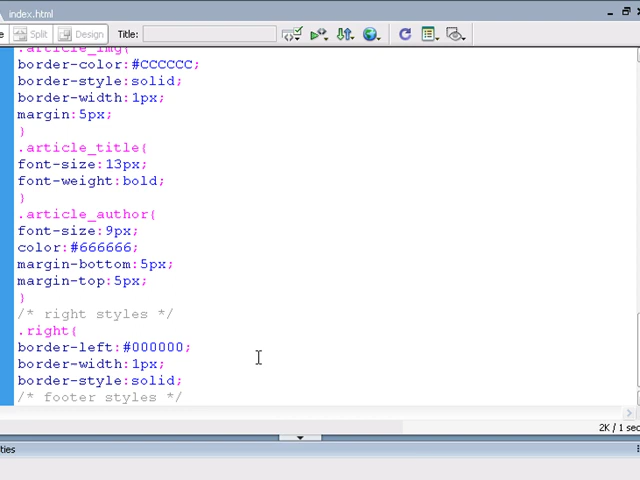 index.html
Split Design Title:
.article_img{
border-color:#CCCCCC;
border-style:solid;
border-width:1px;
margin:5px;
}
.article_title{
font-size:13px;
font-weight:bold;
}
.article_author{
font-size:9px;
color:#666666;
margin-bottom:5px;
margin-top:5px;
}
/* right styles */
.right{
border-left:#000000;
border-width:1px;
border-style:solid;
/* footer styles */
2K / 1 sec
ties